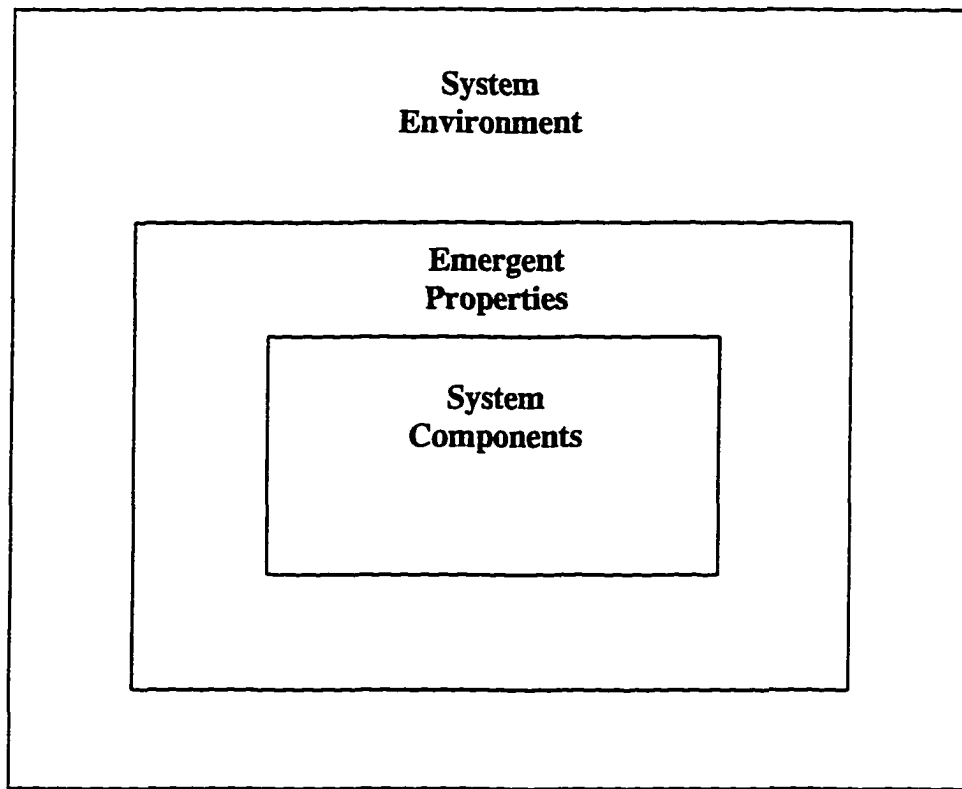 System
Environment
Emergent
Properties
System
Components